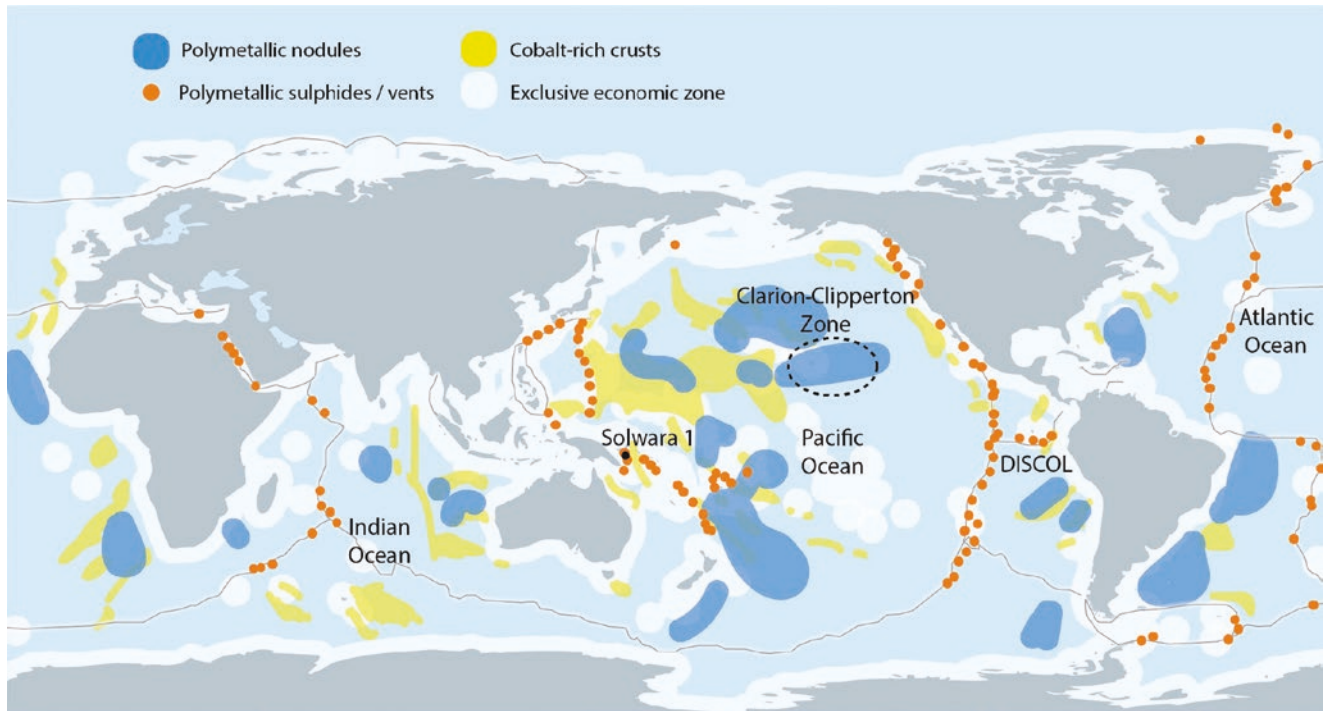 Polymetallic nodules
Cobalt-rich crusts
Polymetallic sulphides / vents
Exclusive economic zone
Clarion-Clipperton
Zone
Atlantic
Ocean
Solwara 1
Pacific
Ocean
DISCOL
Indian
Ocean